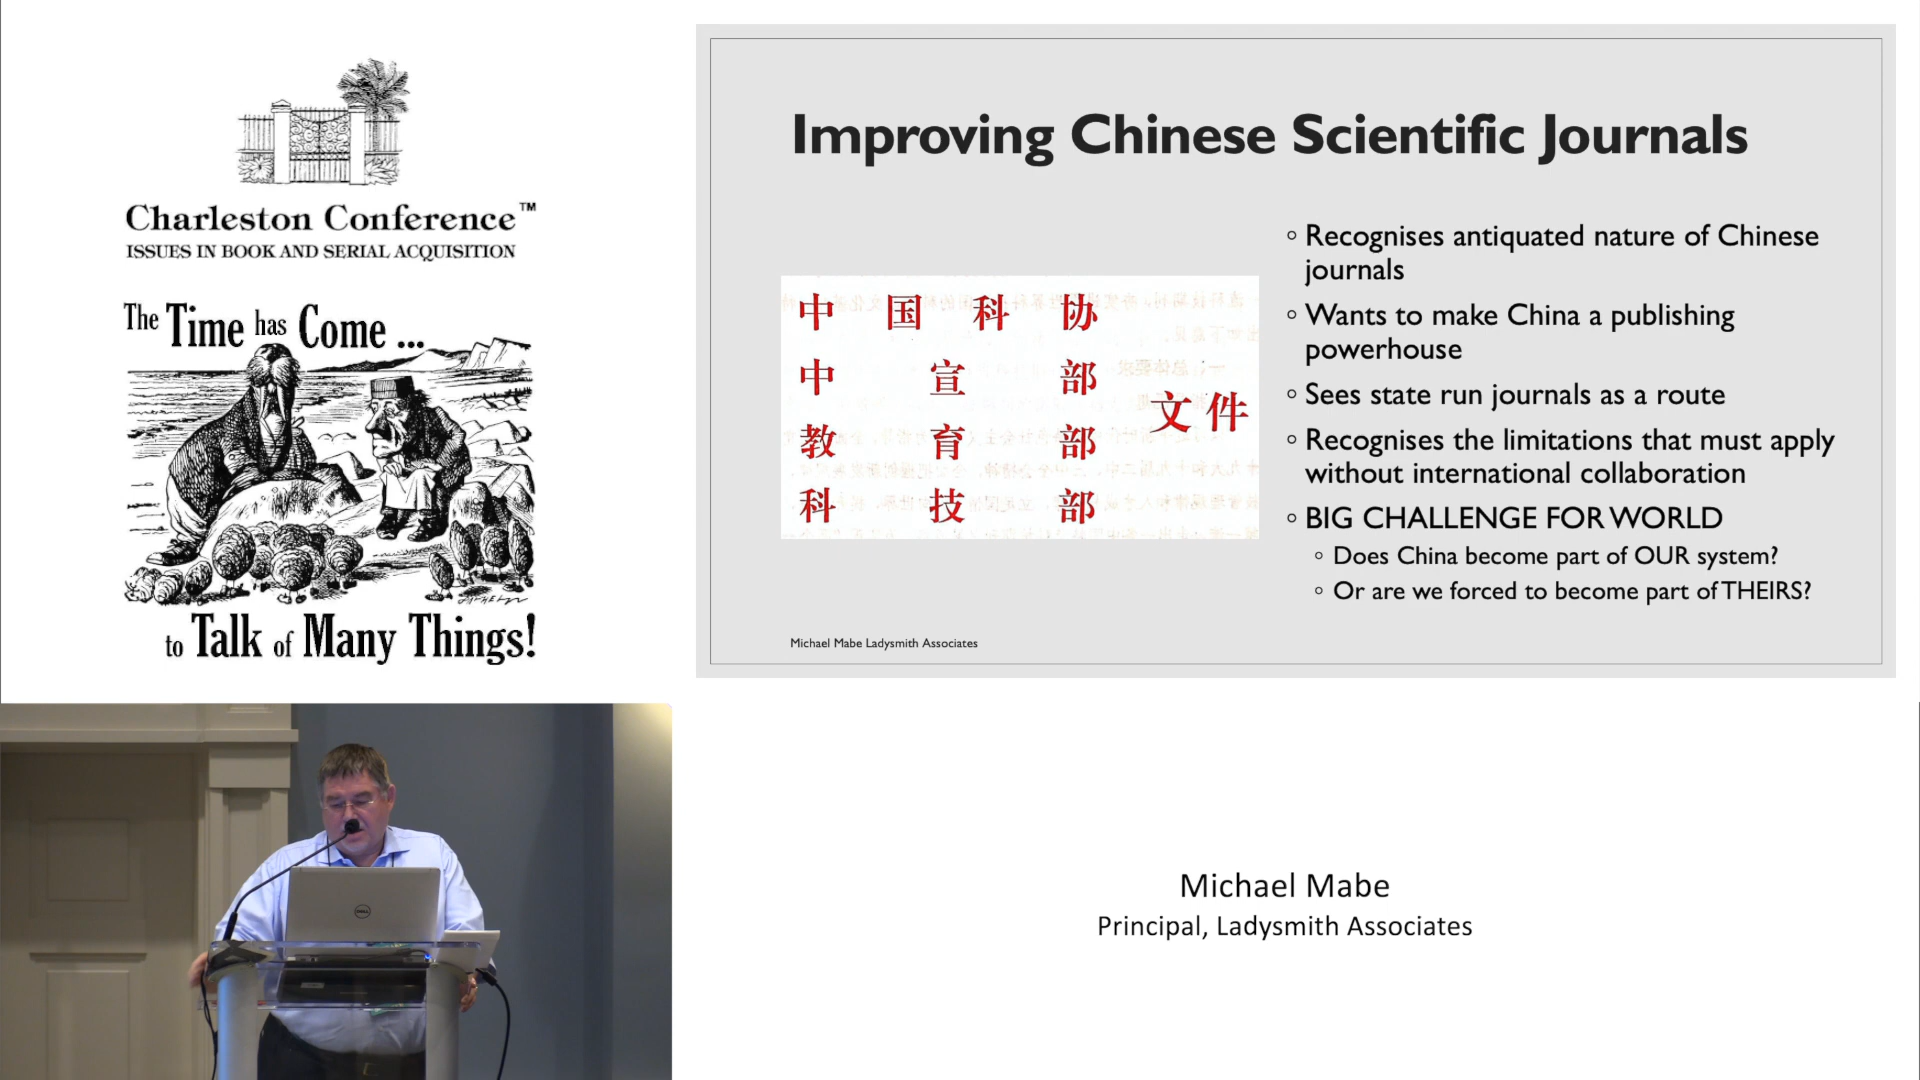 Charleston Conference™
ISSUES IN BOOK AND SERIAL ACQUISITION
The Time has Come ...
to Talk of Many Things!
Improving Chinese Scientific Journals
中国科协
中宣部
教育部
科技部
文件
◦ Recognises antiquated nature of Chinese
journals
◦ Wants to make China a publishing
powerhouse
◦ Sees state run journals as a route
◦ Recognises the limitations that must apply
without international collaboration
◦ BIG CHALLENGE FOR WORLD
◦ Does China become part of OUR system?
◦ Or are we forced to become part of THEIRS?
Michael Mabe Ladysmith Associates
DELL
Michael Mabe
Principal, Ladysmith Associates